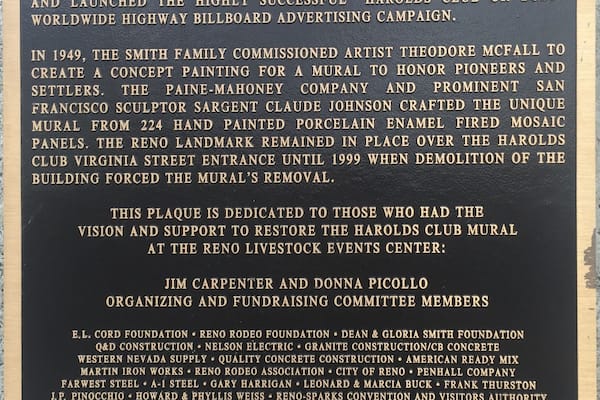 AND LAUNCHED THE HIGHLY SUCCESSFUL "HAROLDS CLUB OR BUST"
WORLDWIDE HIGHWAY BILLBOARD ADVERTISING CAMPAIGN.
IN 1949, THE SMITH FAMILY COMMISSIONED ARTIST THEODORE MCFALL TO
CREATE A CONCEPT PAINTING FOR A MURAL TO HONOR PIONEERS AND
SETTLERS. THE PAINE-MAHONEY COMPANY AND PROMINENT SAN
FRANCISCO SCULPTOR SARGENT CLAUDE JOHNSON CRAFTED THE UNIQUE
MURAL FROM 224 HAND PAINTED PORCELAIN ENAMEL FIRED MOSAIC
PANELS. THE RENO LANDMARK REMAINED IN PLACE OVER THE HAROLDS
CLUB VIRGINIA STREET ENTRANCE UNTIL 1999 WHEN DEMOLITION OF THE
BUILDING FORCED THE MURAL'S REMOVAL.
THIS PLAQUE IS DEDICATED TO THOSE WHO HAD THE
VISION AND SUPPORT TO RESTORE THE HAROLDS CLUB MURAL
AT THE RENO LIVESTOCK EVENTS CENTER:
JIM CARPENTER AND DONNA PICOLLO
ORGANIZING AND FUNDRAISING COMMITTEE MEMBERS
E.L. CORD FOUNDATION • RENO RODEO FOUNDATION • DEAN & GLORIA SMITH FOUNDATION
Q&D CONSTRUCTION • NELSON ELECTRIC • GRANITE CONSTRUCTION/CB CONCRETE
WESTERN NEVADA SUPPLY • QUALITY CONCRETE CONSTRUCTION • AMERICAN READY MIX
MARTIN IRON WORKS • RENO RODEO ASSOCIATION • CITY OF RENO • PENHALL COMPANY
FARWEST STEEL • A-1 STEEL • GARY HARRIGAN • LEONARD & MARCIA BUCK • FRANK THURSTON
J.P. PINOCCHIO • HOWARD & PHYLLIS WEISS • RENO-SPARKS CONVENTION AND VISITORS AUTHORITY